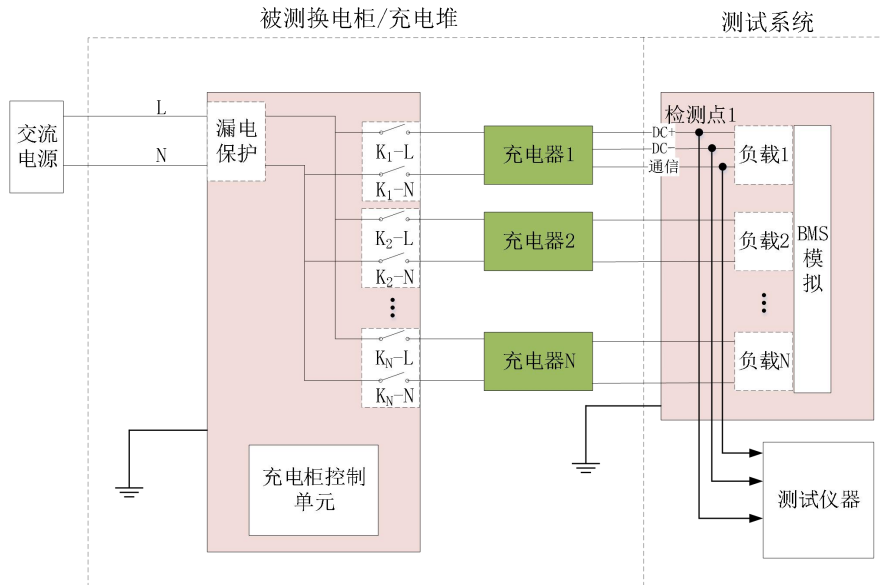 被测换电柜/充电堆
测试系统
交流
电源
L
N
漏电
保护
K₁-L
K₁-N
K₂-L
K₂-N
K_N-L
K_N-N
充电器1
充电器2
充电器N
检测点1
DC+
DC-
通信
负载1
负载2
负载N
BMS
模
拟
充电柜控制
单元
测试仪器